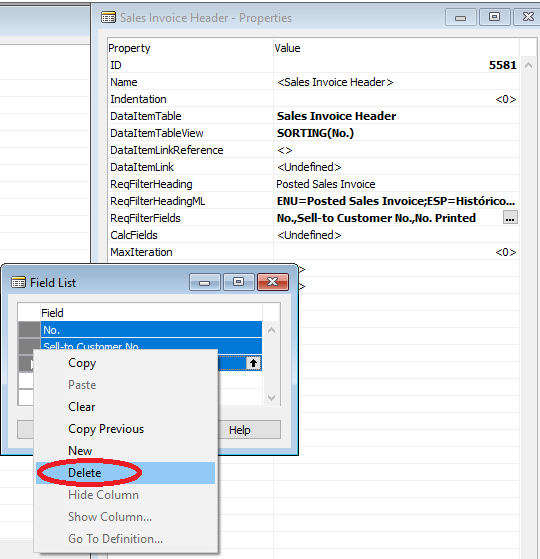 Sales Invoice Header - Properties
Property Value
ID 5581
Name <Sales Invoice Header>
Indentation <0>
DataItemTable Sales Invoice Header
DataItemTableView SORTING(No.)
DataItemLinkReference <>
DataItemLink <Undefined>
ReqFilterHeading Posted Sales Invoice
ReqFilterHeadingML ENU=Posted Sales Invoice;ESP=Histórico...
ReqFilterFields No.,Sell-to Customer No.,No. Printed ...
CalcFields <Undefined>
MaxIteration <0>
Field List
Field
No.
Sell-to Customer No.
Copy
Paste
Clear
Copy Previous
New
Delete
Hide Column
Show Column...
Go To Definition...
Help